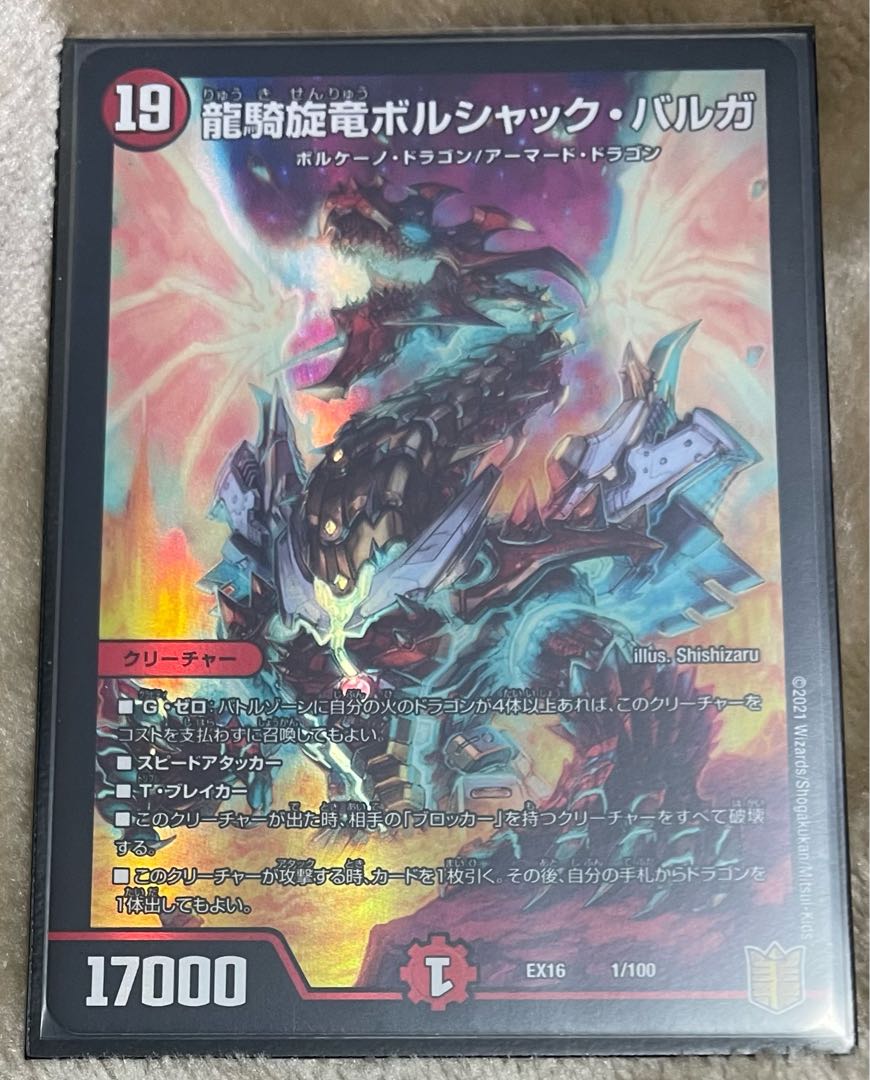 19
りゅう き せんりゅう
龍騎旋竜ボルシャック・バルガ
ボルケーノ・ドラゴン/アーマード・ドラゴン
クリーチャー
illus. Shishizaru
■G・ゼロ:バトルゾーンに自分の火のドラゴンが4体以上あれば、このクリーチャーを
コストを支払わずに召喚してもよい。
■スピードアタッカー
■T・ブレイカー
■このクリーチャーが出た時、相手の「ブロッカー」を持つクリーチャーをすべて破壊
する。
■このクリーチャーが攻撃する時、カードを1枚引く。その後、自分の手札からドラゴンを
1体出してもよい。
©2021 Wizards/Shogakukan/Mitsui-Kids
17000
1
EX16 1/100